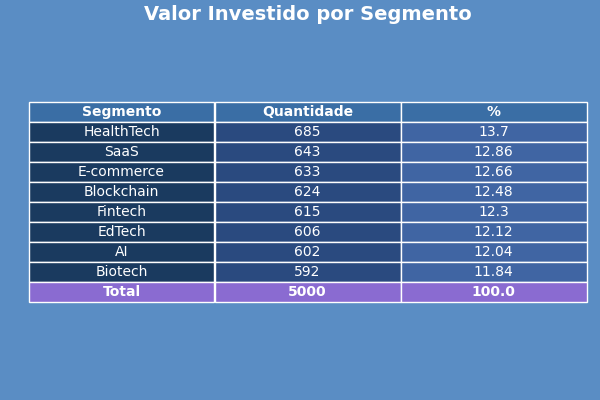 Valor Investido por Segmento
Segmento Quantidade %
HealthTech 685 13.7
SaaS 643 12.86
E-commerce 633 12.66
Blockchain 624 12.48
Fintech 615 12.3
EdTech 606 12.12
AI 602 12.04
Biotech 592 11.84
Total 5000 100.0